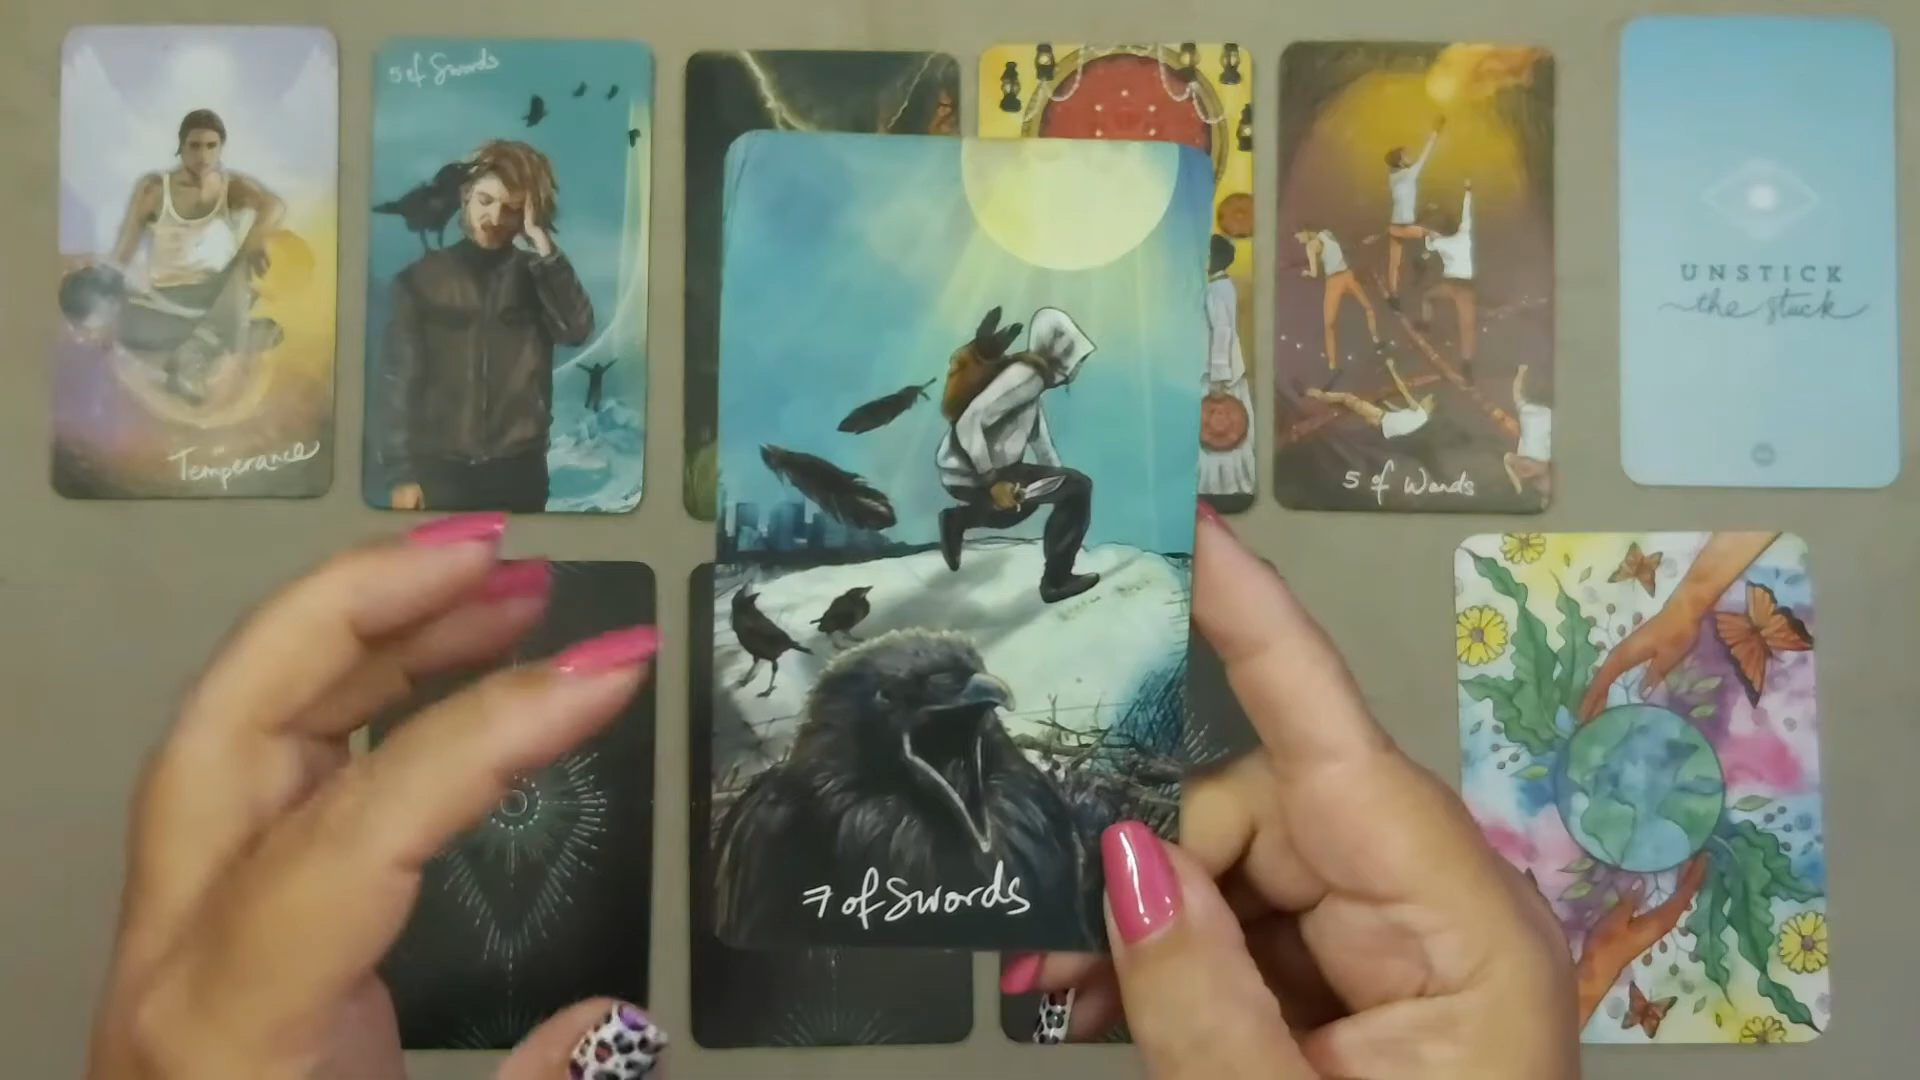 5 of Swords
Temperance
5 of Wands
UNSTICK
the stuck
7 of Swords